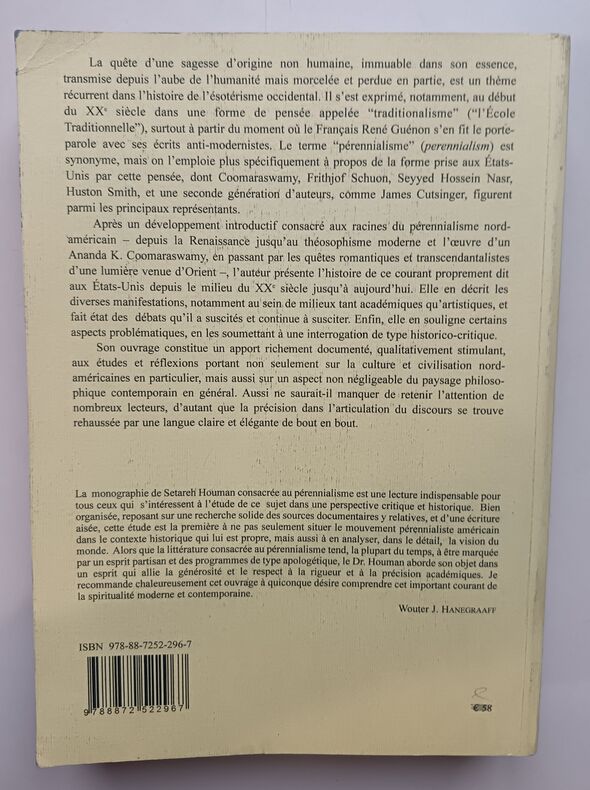 La quête d'une sagesse d'origine non humaine, immuable dans son essence,
transmise depuis l'aube de l'humanité mais morcelée et perdue en partie, est un thème
récurrent dans l'histoire de l'ésotérisme occidental. Il s'est exprimé, notamment, au début
du XXe siècle dans une forme de pensée appelée “traditionalisme” (“l'École
Traditionnelle”), surtout à partir du moment où le Français René Guénon s'en fit le porte-
parole avec ses écrits anti-modernistes. Le terme “pérennialisme” (perennialism) est
synonyme, mais on l'emploie plus spécifiquement à propos de la forme prise aux États-
Unis par cette pensée, dont Coomaraswamy, Frithjof Schuon, Seyyed Hossein Nasr,
Huston Smith, et une seconde génération d'auteurs, comme James Cutsinger, figurent
parmi les principaux représentants.
Après un développement introductif consacré aux racines du pérennialisme nord-
américain – depuis la Renaissance jusqu'au théosophisme moderne et l'œuvre d'un
Ananda K. Coomaraswamy, en passant par les quêtes romantiques et transcendantalistes
d'une lumière venue d'Orient –, l'auteur présente l'histoire de ce courant proprement dit
aux États-Unis depuis le milieu du XXe siècle jusqu'à aujourd'hui. Elle en décrit les
diverses manifestations, notamment au sein de milieux tant académiques qu'artistiques, et
fait état des débats qu'il a suscités et continue à susciter. Enfin, elle en souligne certains
aspects problématiques, en les soumettant à une interrogation de type historico-critique.
Son ouvrage constitue un apport richement documenté, qualitativement stimulant,
aux études et réflexions portant non seulement sur la culture et civilisation nord-
américaines en particulier, mais aussi sur un aspect non négligeable du paysage philoso-
phique contemporain en général. Aussi ne saurait-il manquer de retenir l'attention de
nombreux lecteurs, d'autant que la précision dans l'articulation du discours se trouve
rehaussée par une langue claire et élégante de bout en bout.
La monographie de Setareh Houman consacrée au pérennialisme est une lecture indispensable pour
tous ceux qui s'intéressent à l'étude de ce sujet dans une perspective critique et historique. Bien
organisée, reposant sur une recherche solide des sources documentaires y relatives, et d'une écriture
aisée, cette étude est la première à ne pas seulement situer le mouvement pérennialiste américain
dans le contexte historique qui lui est propre, mais aussi à en analyser, dans le détail, la vision du
monde. Alors que la littérature consacrée au pérennialisme tend, la plupart du temps, à être marquée
par un esprit partisan et des programmes de type apologétique, le Dr. Houman aborde son objet dans
un esprit qui allie la générosité et le respect à la rigueur et à la précision académiques. Je
recommande chaleureusement cet ouvrage à quiconque désire comprendre cet important courant de
la spiritualité moderne et contemporaine.
Wouter J. HANEGRAAFF
ISBN 978-88-7252-296-7
9 788872 522967
€ 58